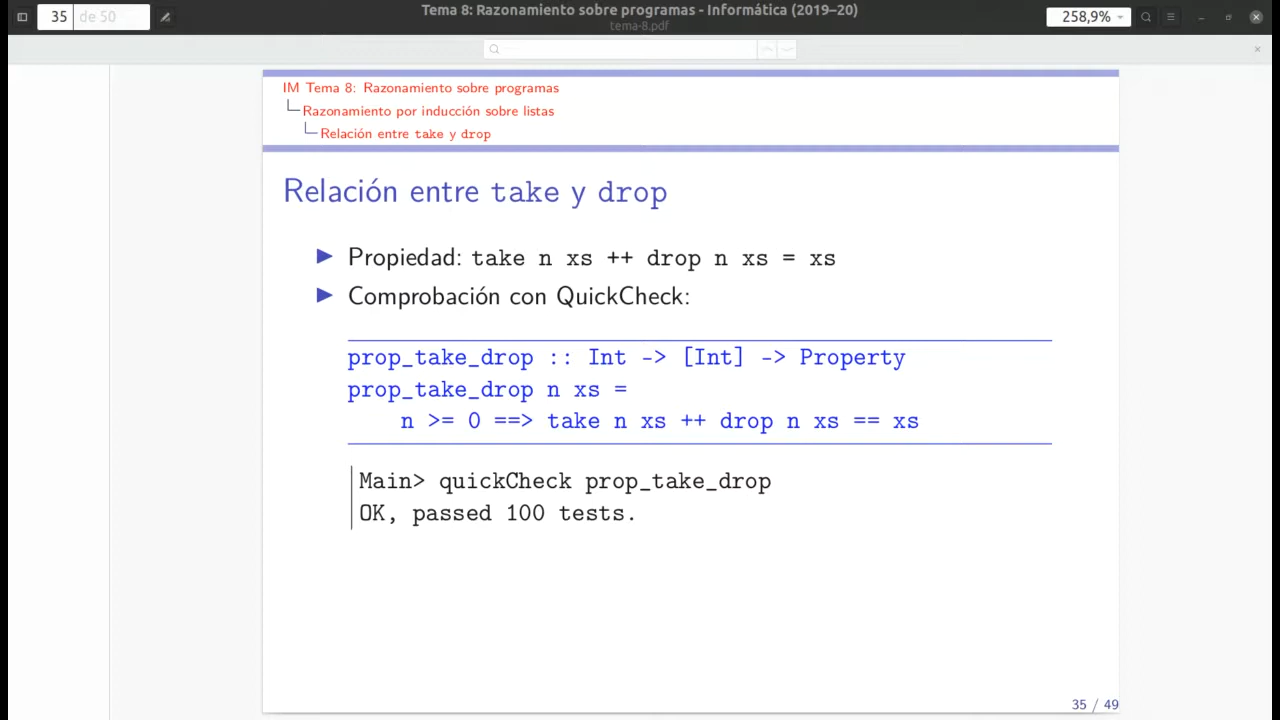 Tema 8: Razonamiento sobre programas - Informática (2019–20)
tema-8.pdf
35 de 50
258,9%
IM Tema 8: Razonamiento sobre programas
Razonamiento por inducción sobre listas
Relación entre take y drop
Relación entre take y drop
Propiedad: take n xs ++ drop n xs = xs
Comprobación con QuickCheck:
prop_take_drop :: Int -> [Int] -> Property
prop_take_drop n xs =
n >= 0 ==> take n xs ++ drop n xs == xs
Main> quickCheck prop_take_drop
OK, passed 100 tests.
35 / 49